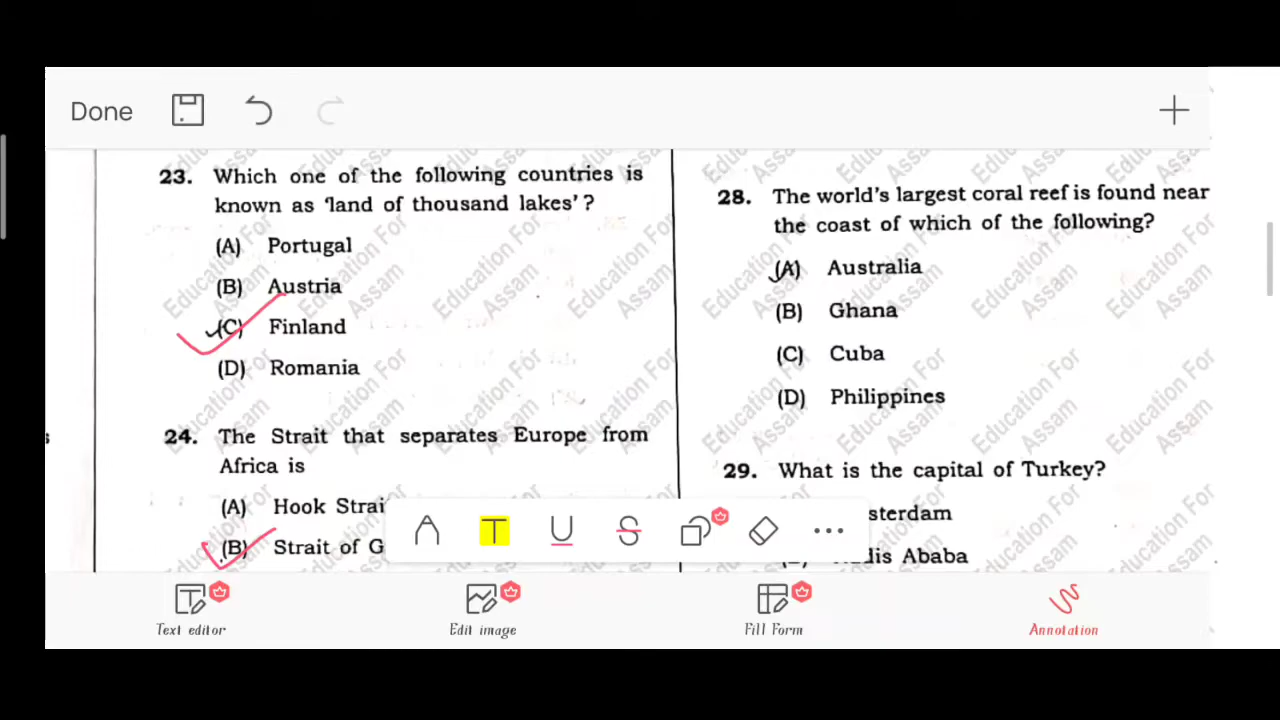 Done
23. Which one of the following countries is
known as 'land of thousand lakes'?
(A) Portugal
(B) Austria
(C) Finland
(D) Romania
24. The Strait that separates Europe from
Africa is
(A) Hook Strai
(B) Strait of G
28. The world's largest coral reef is found near
the coast of which of the following?
(A) Australia
(B) Ghana
(C) Cuba
(D) Philippines
29. What is the capital of Turkey?
sterdam
dis Ababa
T U S
Text editor
Edit image
Fill Form
Annotation
Education For
Assam